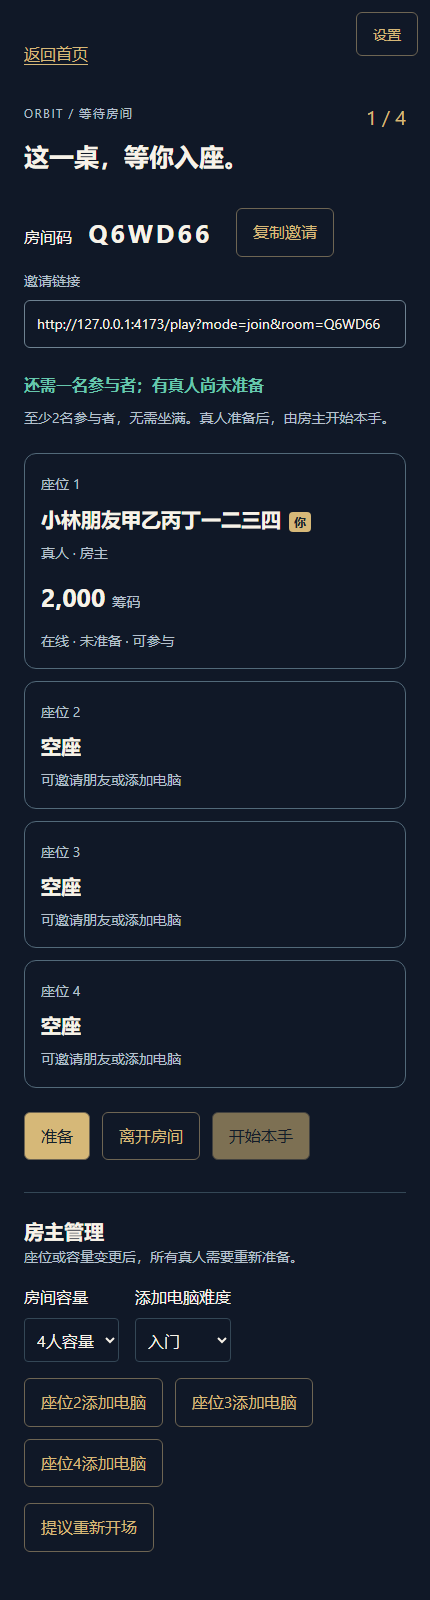 设置
返回首页
ORBIT / 等待房间
1 / 4
这一桌，等你入座。
房间码 Q6WD66 复制邀请
邀请链接
http://127.0.0.1:4173/play?mode=join&room=Q6WD66
还需一名参与者；有真人尚未准备
至少2名参与者，无需坐满。真人准备后，由房主开始本手。
座位 1
小林朋友甲乙丙丁一二三四 你
真人 · 房主
2,000 筹码
在线 · 未准备 · 可参与
座位 2
空座
可邀请朋友或添加电脑
座位 3
空座
可邀请朋友或添加电脑
座位 4
空座
可邀请朋友或添加电脑
准备 离开房间 开始本手
房主管理
座位或容量变更后，所有真人需要重新准备。
房间容量 添加电脑难度
4人容量 入门
座位2添加电脑 座位3添加电脑
座位4添加电脑
提议重新开场